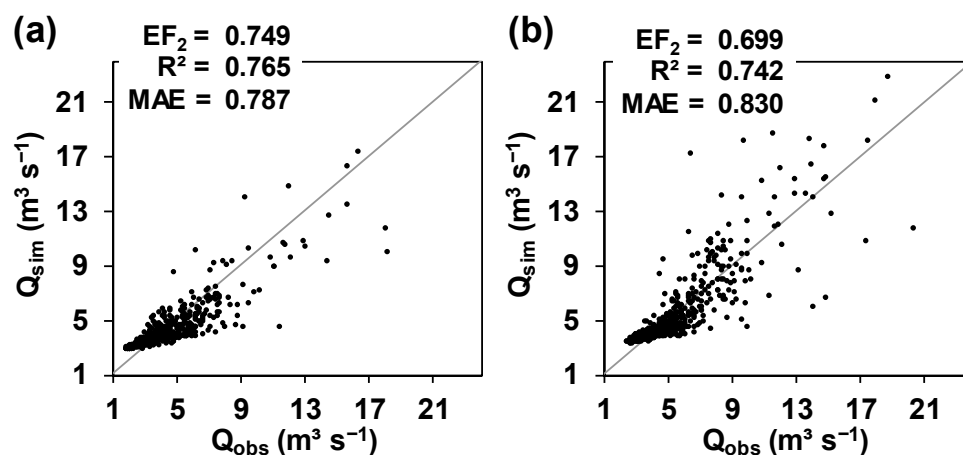 (a)
EF₂ = 0.749
R² = 0.765
MAE = 0.787
21
17
13
9
5
1
Q_sim (m³ s⁻¹)
1 5 9 13 17 21
Q_obs (m³ s⁻¹)
(b)
EF₂ = 0.699
R² = 0.742
MAE = 0.830
21
17
13
9
5
1
Q_sim (m³ s⁻¹)
1 5 9 13 17 21
Q_obs (m³ s⁻¹)